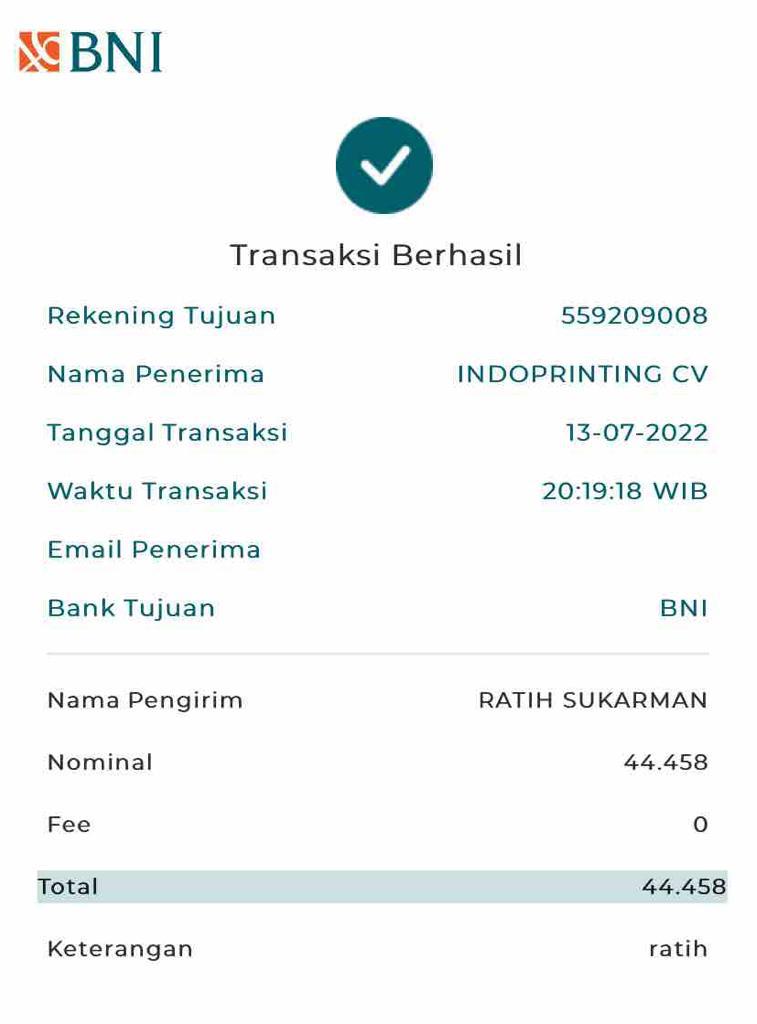 BNI
Transaksi Berhasil
Rekening Tujuan 559209008
Nama Penerima INDOPRINTING CV
Tanggal Transaksi 13-07-2022
Waktu Transaksi 20:19:18 WIB
Email Penerima
Bank Tujuan BNI
Nama Pengirim RATIH SUKARMAN
Nominal 44.458
Fee 0
Total 44.458
Keterangan ratih